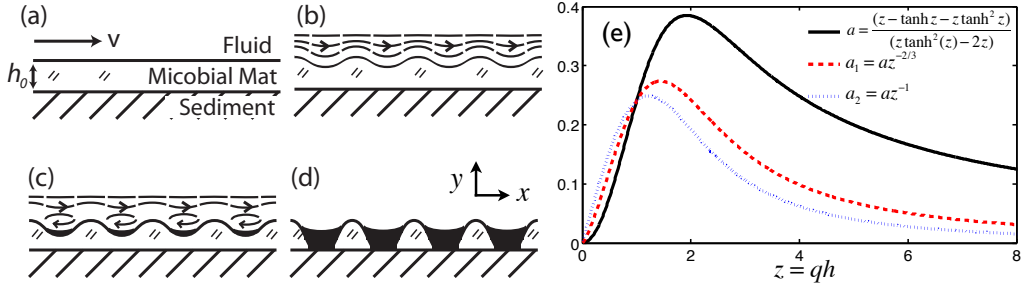 (a)
v
Fluid
h₀
Micobial Mat
Sediment
(b)
(c)
(d)
y
x
(e)
a = (z − tanh z − z tanh² z) / (z tanh²(z) − 2z)
a₁ = az^−2/3
a₂ = az^−1
0.4
0.3
0.2
0.1
0
0
2
4
6
8
z = qh